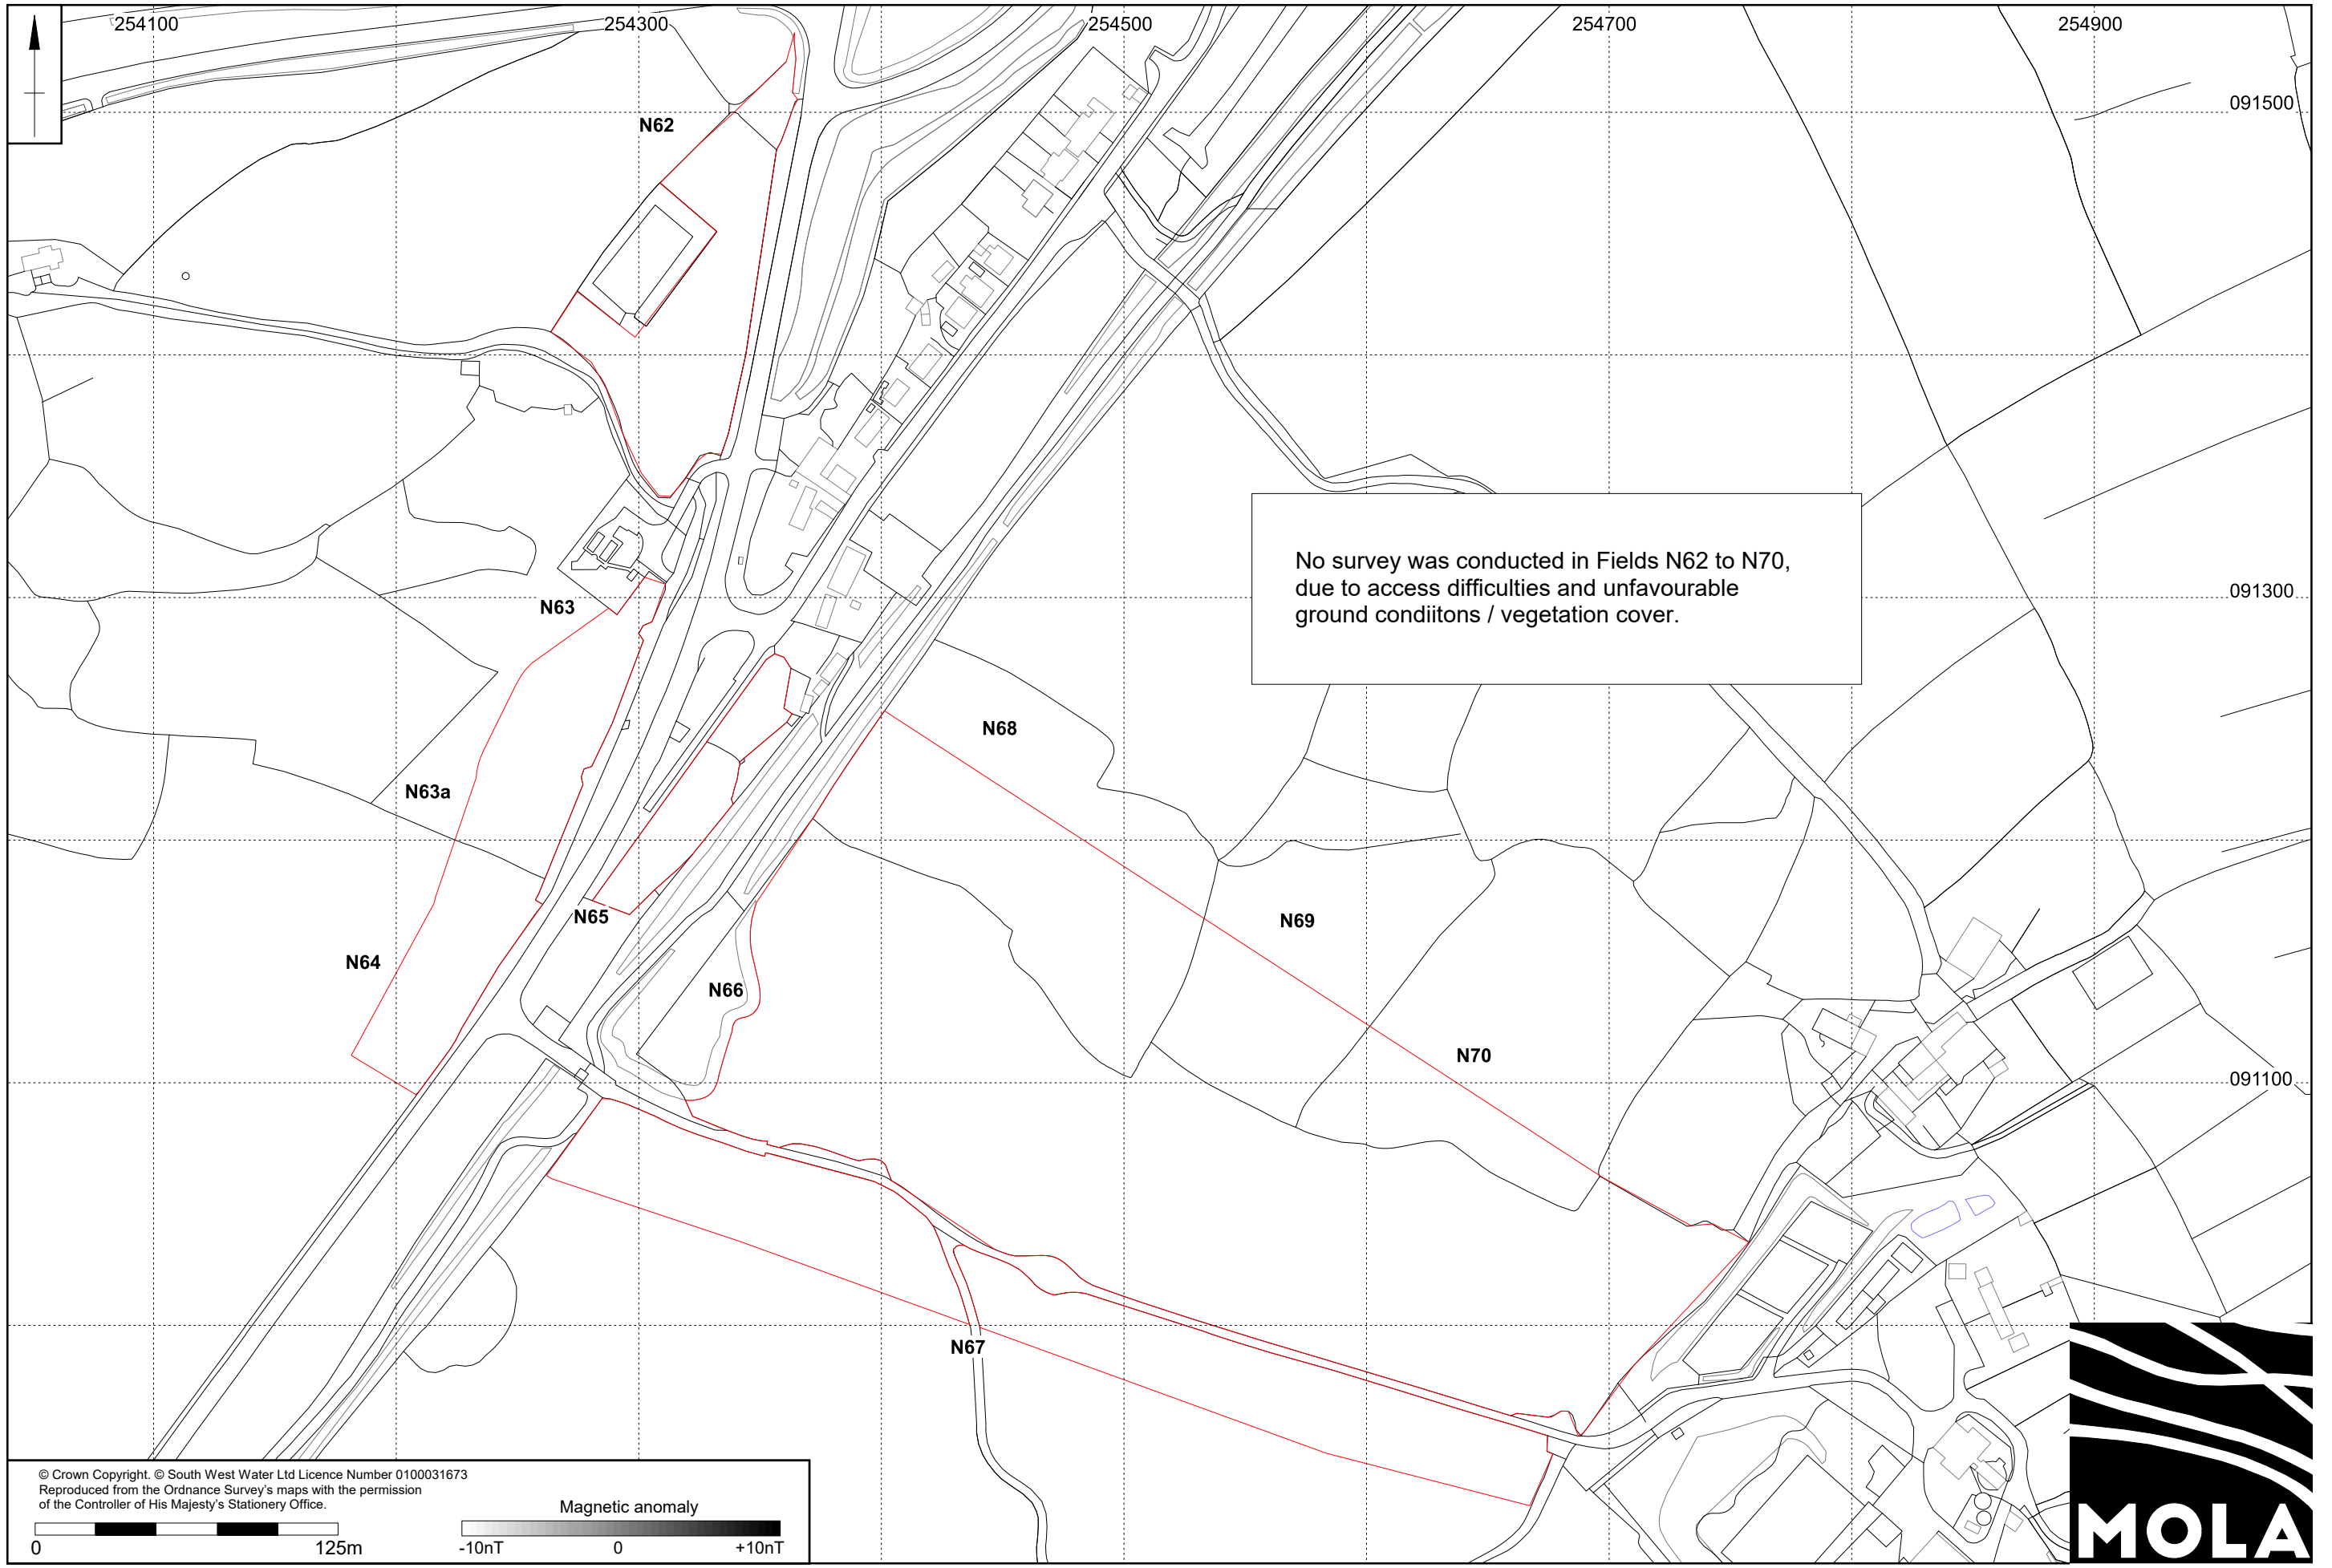 254100
254300
254500
254700
254900
091500
N62
No survey was conducted in Fields N62 to N70,
due to access difficulties and unfavourable
ground condiitons / vegetation cover.
091300
N63
N68
N63a
N65
N69
N64
N66
N70
091100
N67
© Crown Copyright. © South West Water Ltd Licence Number 0100031673
Reproduced from the Ordnance Survey's maps with the permission
of the Controller of His Majesty's Stationery Office.
Magnetic anomaly
0 125m
-10nT 0 +10nT
MOLA